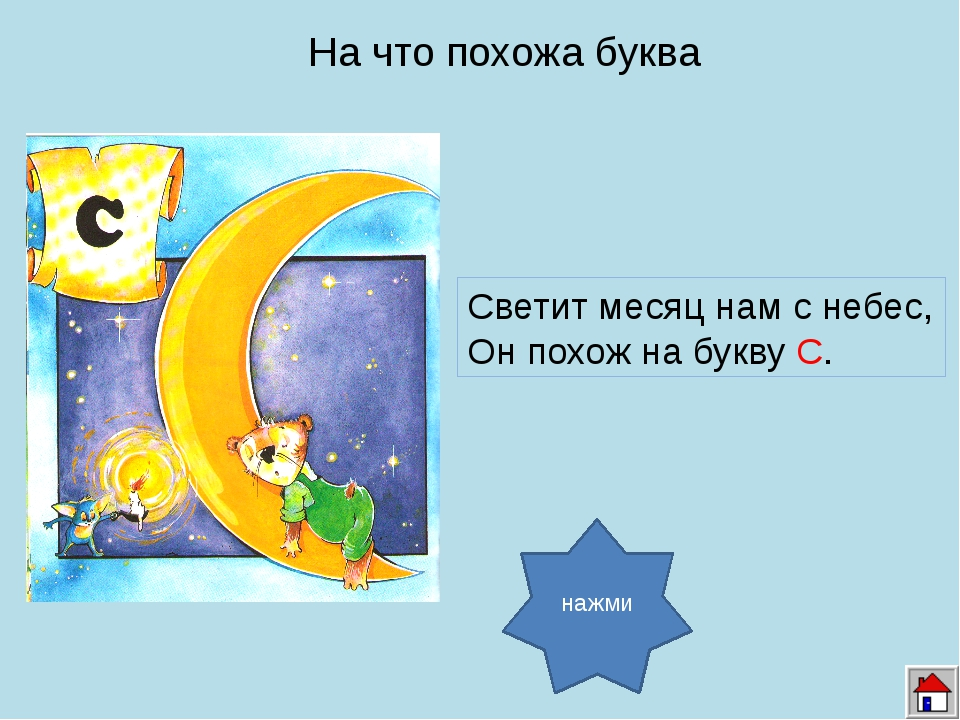 На что похожа буква
С
Светит месяц нам с небес,
Он похож на букву С.
нажми